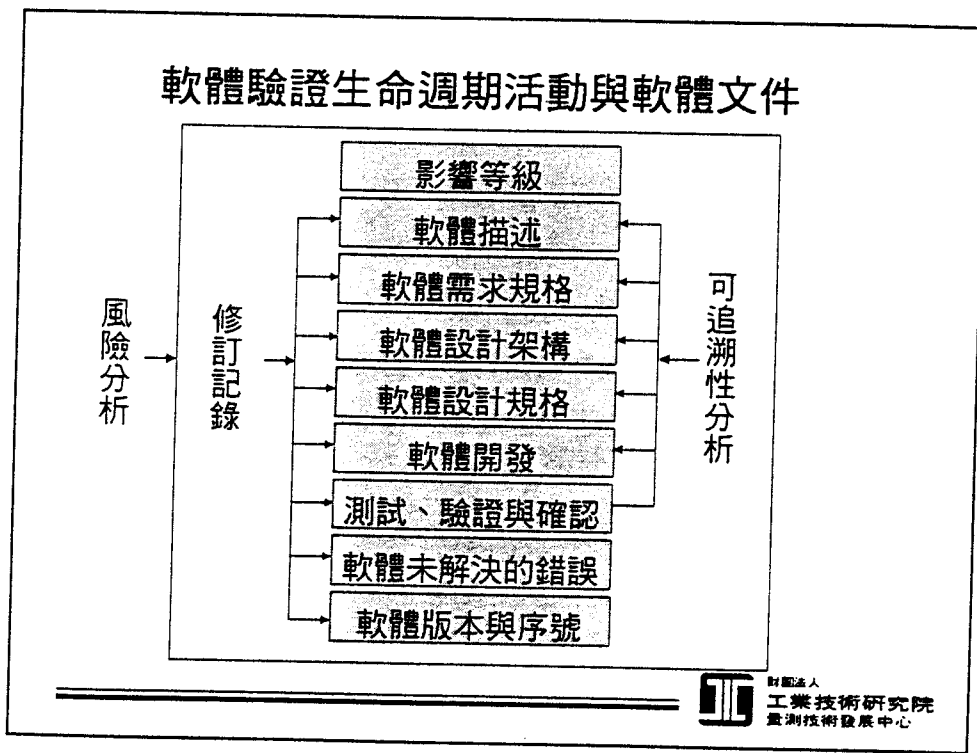 軟體驗證生命週期活動與軟體文件
影響等級
軟體描述
軟體需求規格
軟體設計架構
軟體設計規格
軟體開發
測試、驗證與確認
軟體未解決的錯誤
軟體版本與序號
風險分析
修訂記錄
可追溯性分析
財團法人
工業技術研究院
量測技術發展中心